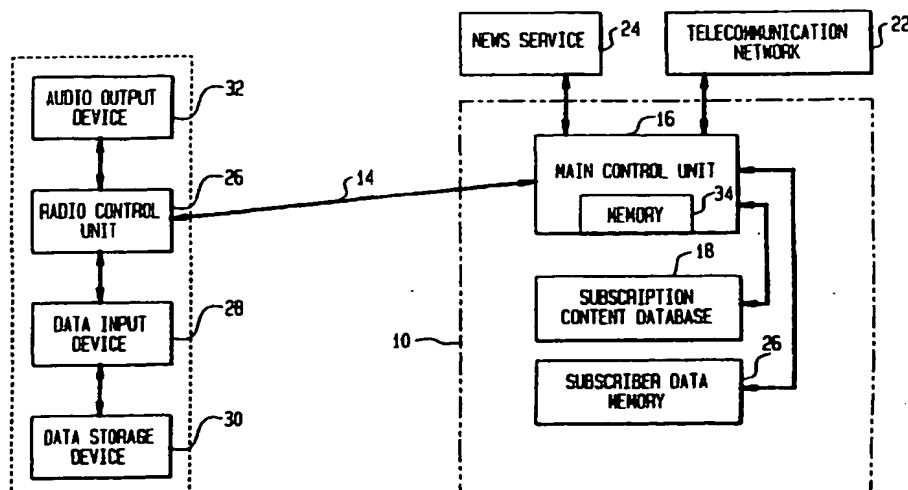 NEWS SERVICE
24
TELECOMMUNICATION
NETWORK
22
AUDIO OUTPUT
DEVICE
32
16
MAIN CONTROL UNIT
MEMORY
34
26
RADIO CONTROL
UNIT
14
18
SUBSCRIPTION
CONTENT DATABASE
28
DATA INPUT
DEVICE
10
26
SUBSCRIBER DATA
MEMORY
30
DATA STORAGE
DEVICE